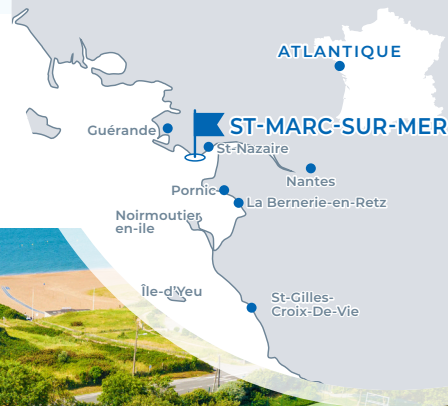 ATLANTIQUE
ST-MARC-SUR-MER
Guérande
St-Nazaire
Nantes
Pornic
La Bernerie-en-Retz
Noirmoutier
en-ile
Île-d'Yeu
St-Gilles-
Croix-De-Vie